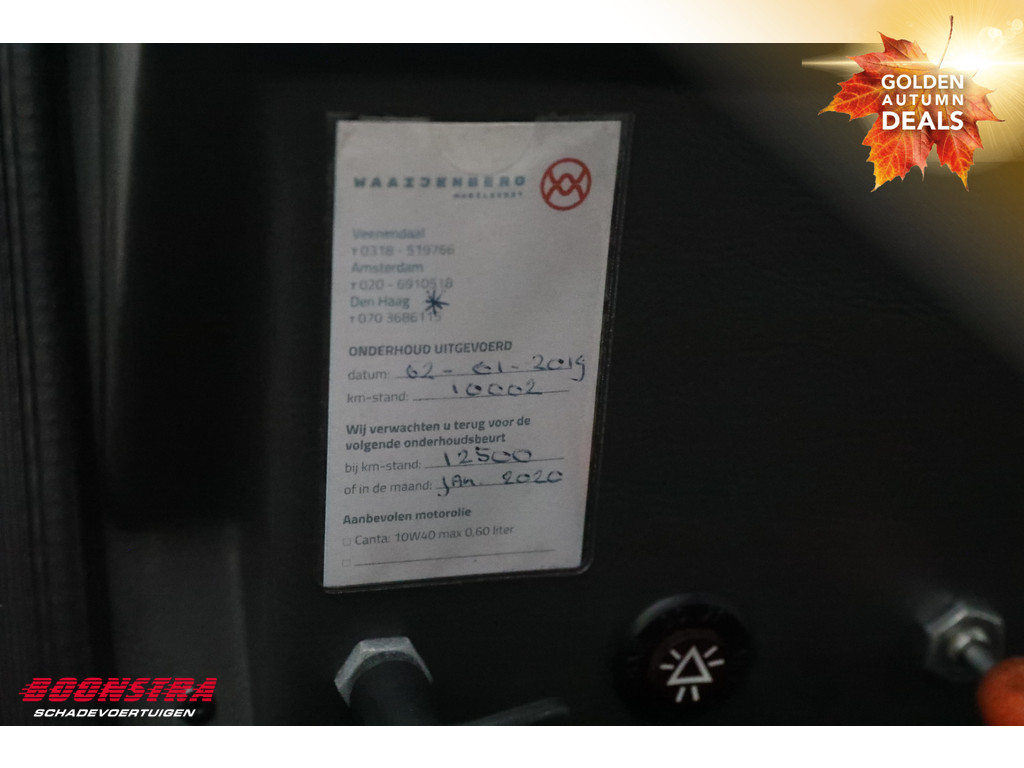 GOLDEN
AUTUMN
DEALS
WAAIJENBERG
MOBILITEIT
Veenendaal
T 0318 - 519766
Amsterdam
T 020 - 6910518
Den Haag *
T 070 3686115
ONDERHOUD UITGEVOERD
datum: 02-01-2019
km-stand: 10002
Wij verwachten u terug voor de
volgende onderhoudsbeurt
bij km-stand: 12500
of in de maand: jan. 2020
Aanbevolen motorolie
Canta: 10W40 max 0,60 liter
BOONSTRA
SCHADEVOERTUIGEN